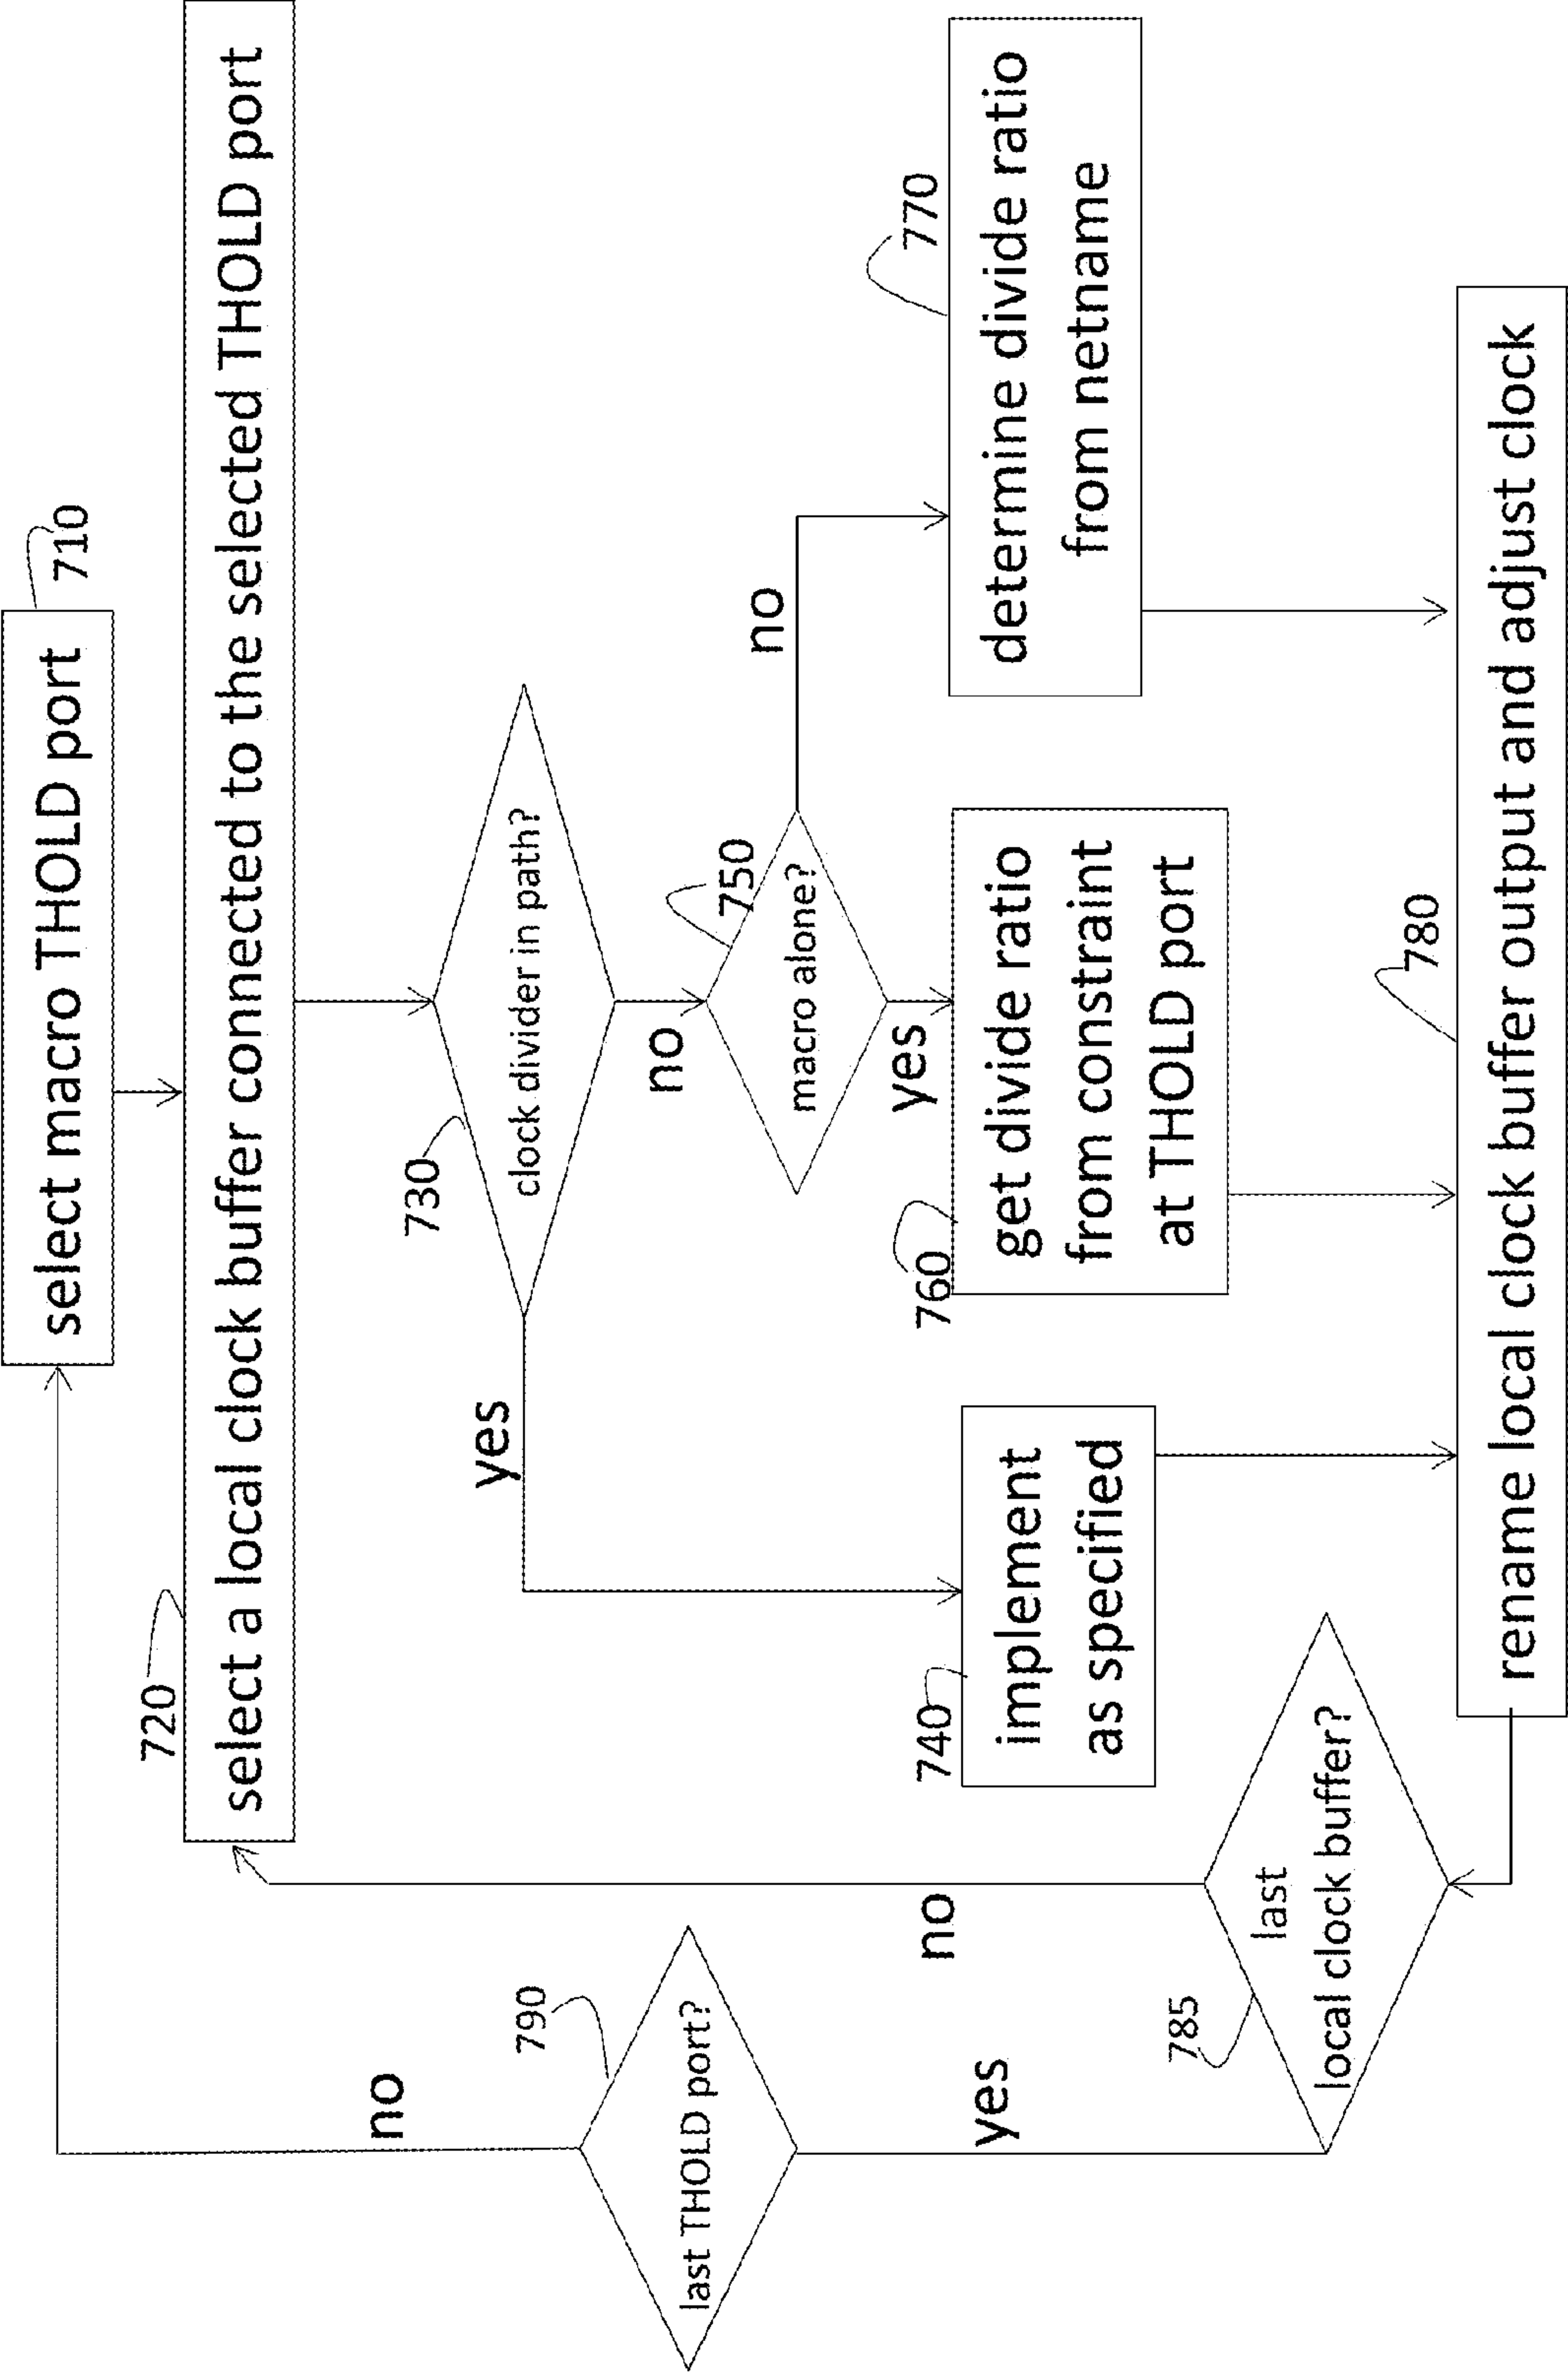 710
select macro THOLD port
720
select a local clock buffer connected to the selected THOLD port
730
clock divider in path?
yes
no
750
macro alone?
no
yes
740
implement
as specified
760
get divide ratio
from constraint
at THOLD port
770
determine divide ratio
from netname
780
rename local clock buffer output and adjust clock
785
last
local clock buffer?
no
yes
790
last THOLD port?
no